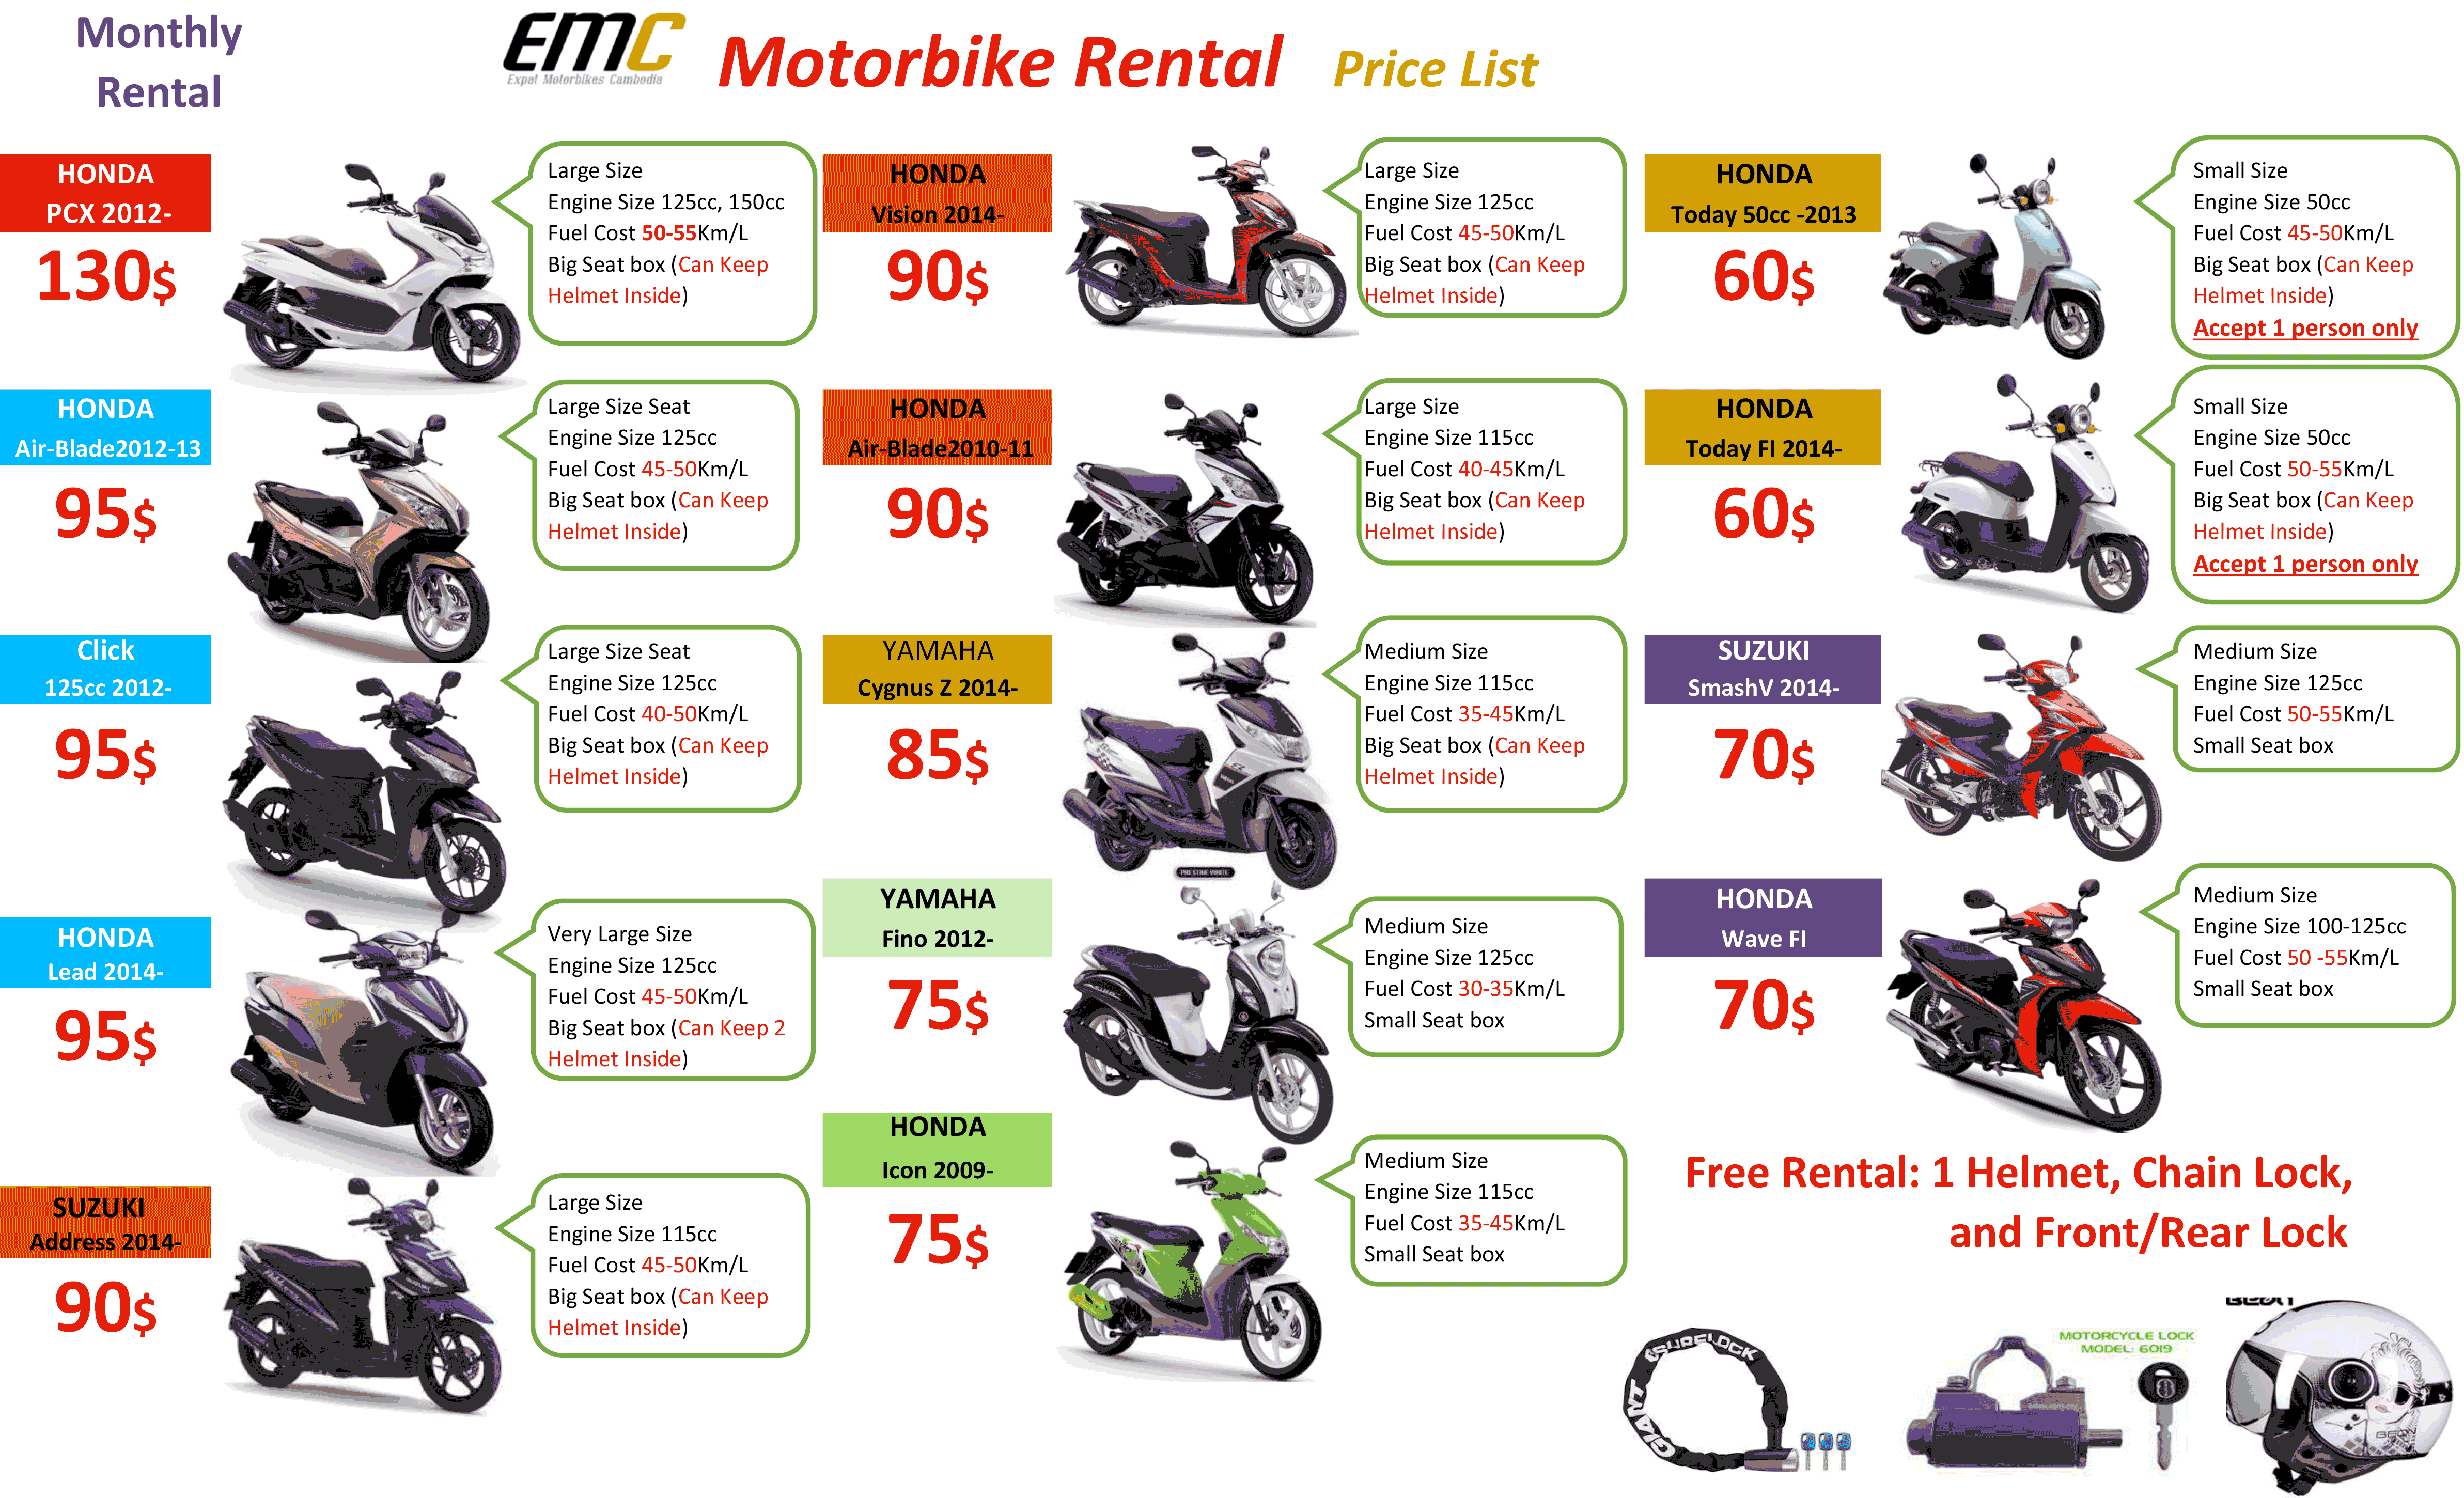 Monthly
Rental
EMC
Expat Motorbikes Cambodia
Motorbike Rental Price List
HONDA
PCX 2012-
130$
Large Size
Engine Size 125cc, 150cc
Fuel Cost 50-55Km/L
Big Seat box (Can Keep
Helmet Inside)
HONDA
Air-Blade2012-13
95$
Large Size Seat
Engine Size 125cc
Fuel Cost 45-50Km/L
Big Seat box (Can Keep
Helmet Inside)
Click
125cc 2012-
95$
Large Size Seat
Engine Size 125cc
Fuel Cost 40-50Km/L
Big Seat box (Can Keep
Helmet Inside)
HONDA
Lead 2014-
95$
Very Large Size
Engine Size 125cc
Fuel Cost 45-50Km/L
Big Seat box (Can Keep 2
Helmet Inside)
SUZUKI
Address 2014-
90$
Large Size
Engine Size 115cc
Fuel Cost 45-50Km/L
Big Seat box (Can Keep
Helmet Inside)
HONDA
Vision 2014-
90$
Large Size
Engine Size 125cc
Fuel Cost 45-50Km/L
Big Seat box (Can Keep
Helmet Inside)
HONDA
Air-Blade2010-11
90$
Large Size
Engine Size 115cc
Fuel Cost 40-45Km/L
Big Seat box (Can Keep
Helmet Inside)
YAMAHA
Cygnus Z 2014-
85$
Medium Size
Engine Size 115cc
Fuel Cost 35-45Km/L
Big Seat box (Can Keep
Helmet Inside)
PRESTINE WHITE
YAMAHA
Fino 2012-
75$
Medium Size
Engine Size 125cc
Fuel Cost 30-35Km/L
Small Seat box
HONDA
Icon 2009-
75$
Medium Size
Engine Size 115cc
Fuel Cost 35-45Km/L
Small Seat box
HONDA
Today 50cc -2013
60$
Small Size
Engine Size 50cc
Fuel Cost 45-50Km/L
Big Seat box (Can Keep
Helmet Inside)
Accept 1 person only
HONDA
Today FI 2014-
60$
Small Size
Engine Size 50cc
Fuel Cost 50-55Km/L
Big Seat box (Can Keep
Helmet Inside)
Accept 1 person only
SUZUKI
SmashV 2014-
70$
Medium Size
Engine Size 125cc
Fuel Cost 50-55Km/L
Small Seat box
HONDA
Wave FI
70$
Medium Size
Engine Size 100-125cc
Fuel Cost 50 -55Km/L
Small Seat box
Free Rental: 1 Helmet, Chain Lock,
and Front/Rear Lock
SURELOCK
GIANT
MOTORCYCLE LOCK
MODEL: 6019